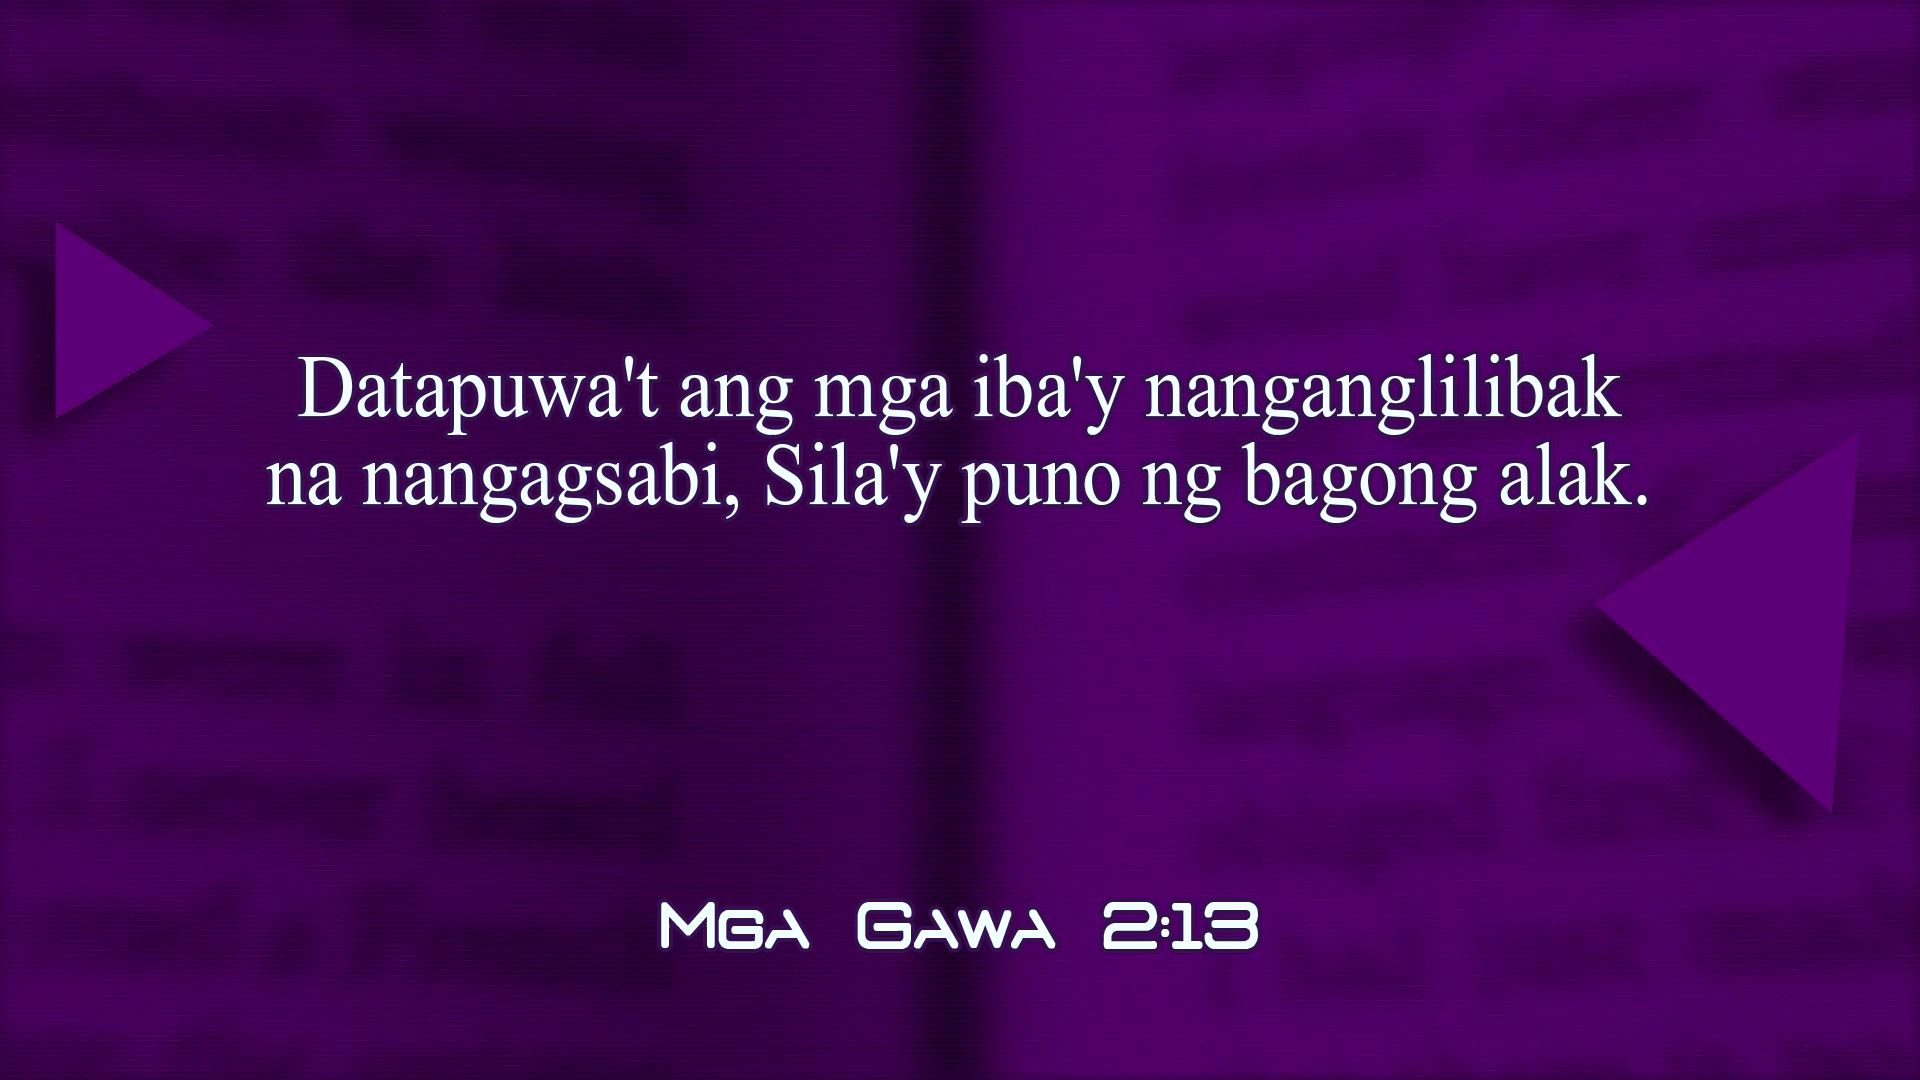 Datapuwa't ang mga iba'y nanganglilibak
na nangagsabi, Sila'y puno ng bagong alak.
Mga Gawa 2:13